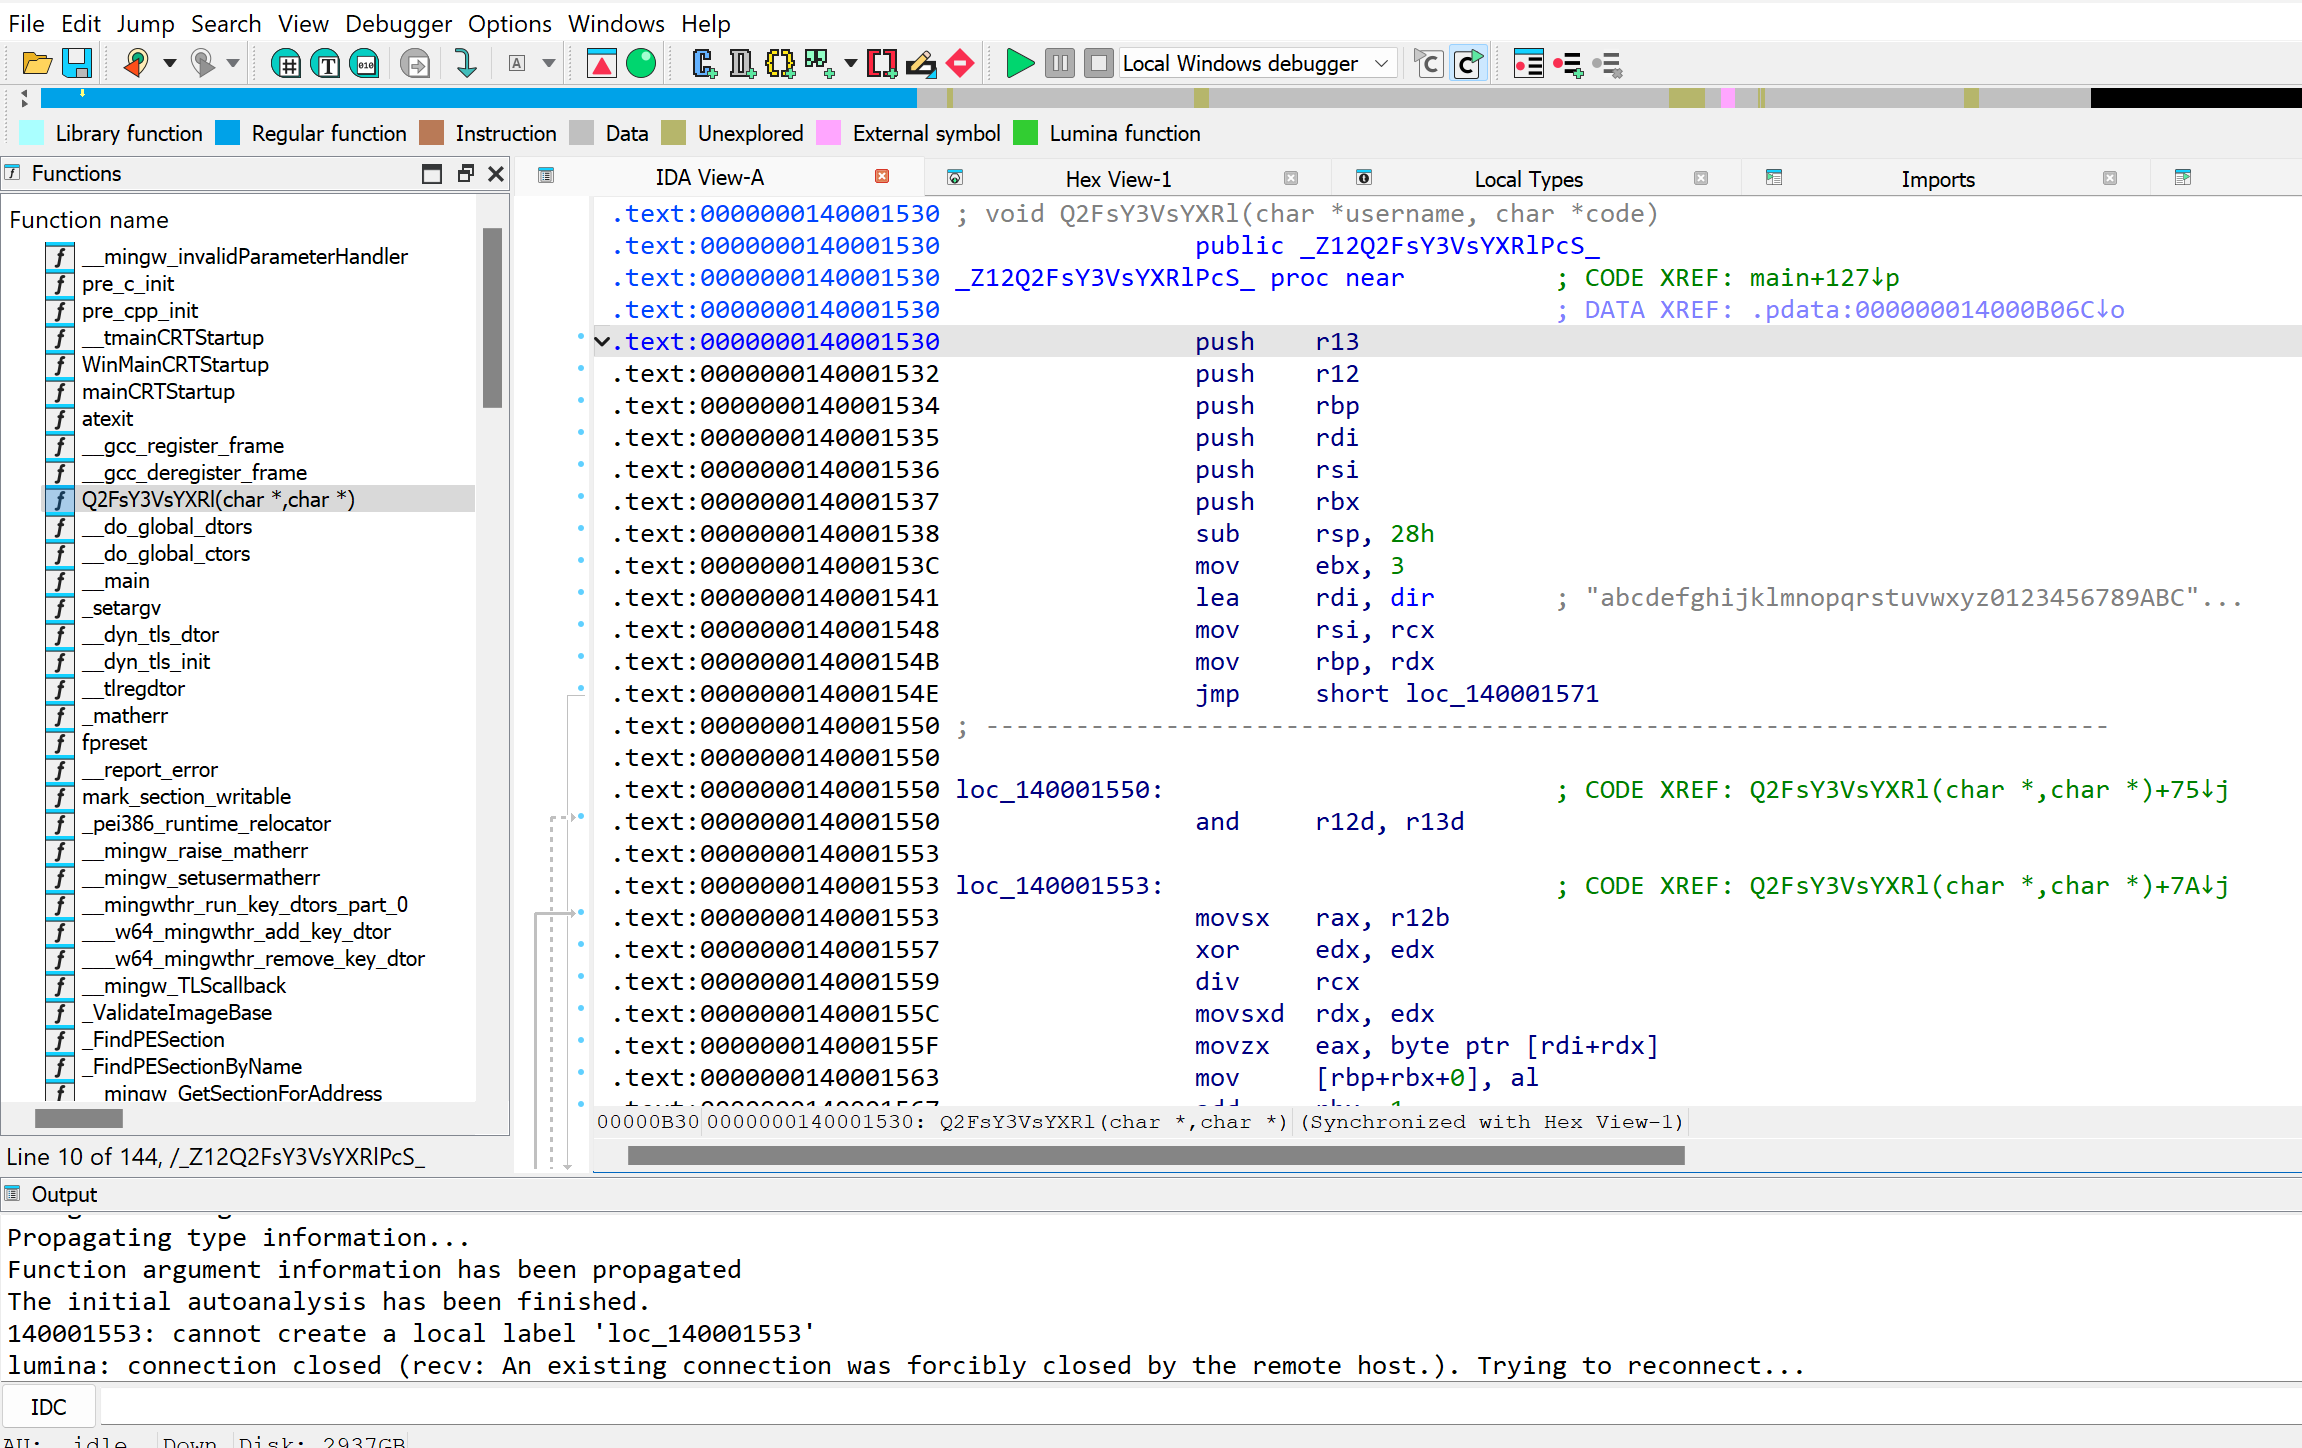 File Edit Jump Search View Debugger Options Windows Help
Local Windows debugger
Library function Regular function Instruction Data Unexplored External symbol Lumina function
Functions
Function name
__mingw_invalidParameterHandler
pre_c_init
pre_cpp_init
__tmainCRTStartup
WinMainCRTStartup
mainCRTStartup
atexit
__gcc_register_frame
__gcc_deregister_frame
Q2FsY3VsYXRl(char *,char *)
__do_global_dtors
__do_global_ctors
__main
_setargv
__dyn_tls_dtor
__dyn_tls_init
__tlregdtor
_matherr
fpreset
__report_error
mark_section_writable
_pei386_runtime_relocator
__mingw_raise_matherr
__mingw_setusermatherr
__mingwthr_run_key_dtors_part_0
___w64_mingwthr_add_key_dtor
___w64_mingwthr_remove_key_dtor
__mingw_TLScallback
_ValidateImageBase
_FindPESection
_FindPESectionByName
__mingw_GetSectionForAddress
Line 10 of 144, /_Z12Q2FsY3VsYXRlPcS_
IDA View-A Hex View-1 Local Types Imports
.text:0000000140001530 ; void Q2FsY3VsYXRl(char *username, char *code)
.text:0000000140001530 public _Z12Q2FsY3VsYXRlPcS_
.text:0000000140001530 _Z12Q2FsY3VsYXRlPcS_ proc near ; CODE XREF: main+127↓p
.text:0000000140001530 ; DATA XREF: .pdata:000000014000B06C↓o
.text:0000000140001530 push r13
.text:0000000140001532 push r12
.text:0000000140001534 push rbp
.text:0000000140001535 push rdi
.text:0000000140001536 push rsi
.text:0000000140001537 push rbx
.text:0000000140001538 sub rsp, 28h
.text:000000014000153C mov ebx, 3
.text:0000000140001541 lea rdi, dir ; "abcdefghijklmnopqrstuvwxyz0123456789ABC"...
.text:0000000140001548 mov rsi, rcx
.text:000000014000154B mov rbp, rdx
.text:000000014000154E jmp short loc_140001571
.text:0000000140001550 ; ---------------------------------------------------------------------------
.text:0000000140001550
.text:0000000140001550 loc_140001550: ; CODE XREF: Q2FsY3VsYXRl(char *,char *)+75↓j
.text:0000000140001550 and r12d, r13d
.text:0000000140001553
.text:0000000140001553 loc_140001553: ; CODE XREF: Q2FsY3VsYXRl(char *,char *)+7A↓j
.text:0000000140001553 movsx rax, r12b
.text:0000000140001557 xor edx, edx
.text:0000000140001559 div rcx
.text:000000014000155C movsxd rdx, edx
.text:000000014000155F movzx eax, byte ptr [rdi+rdx]
.text:0000000140001563 mov [rbp+rbx+0], al
00000B30 0000000140001530: Q2FsY3VsYXRl(char *,char *) (Synchronized with Hex View-1)
Output
Propagating type information...
Function argument information has been propagated
The initial autoanalysis has been finished.
140001553: cannot create a local label 'loc_140001553'
lumina: connection closed (recv: An existing connection was forcibly closed by the remote host.). Trying to reconnect...
IDC
AU: idle Down Disk: 2937GB